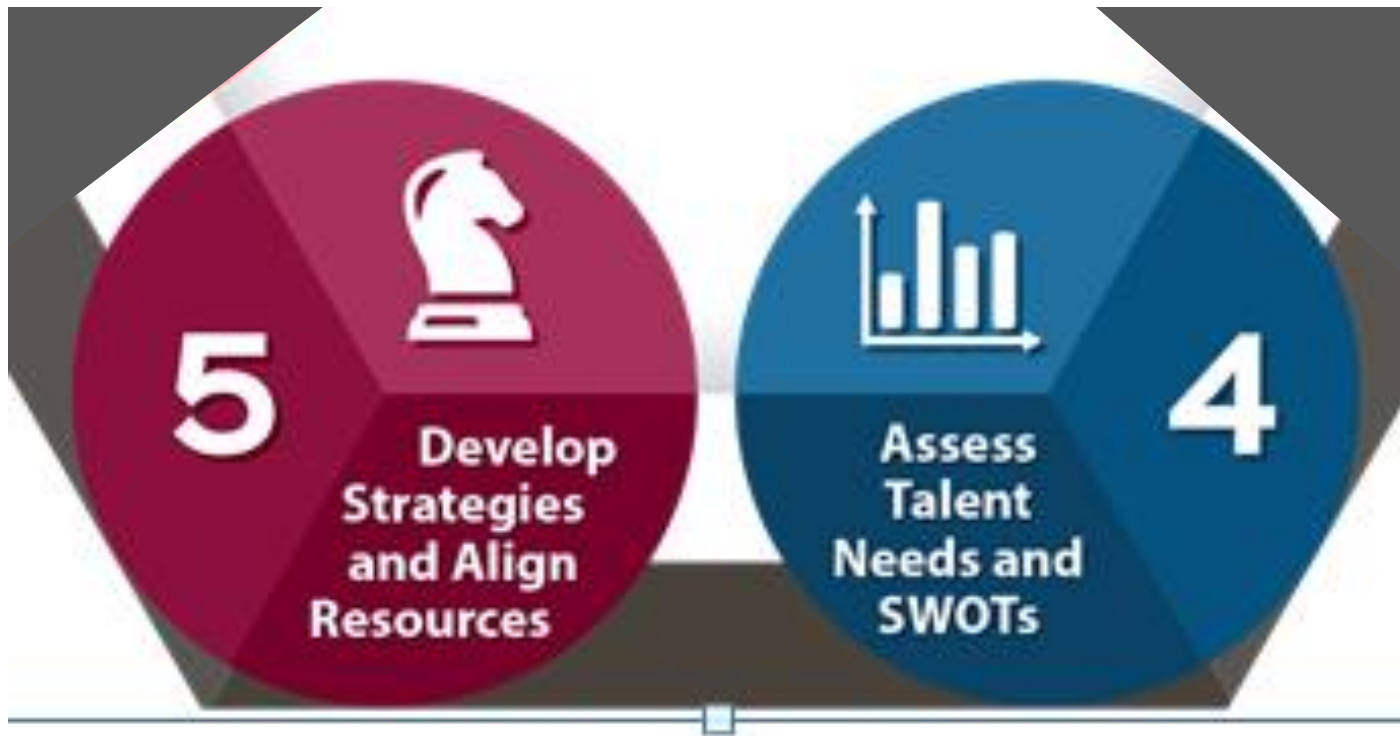 5
Develop
Strategies
and Align
Resources
4
Assess
Talent
Needs and
SWOTs